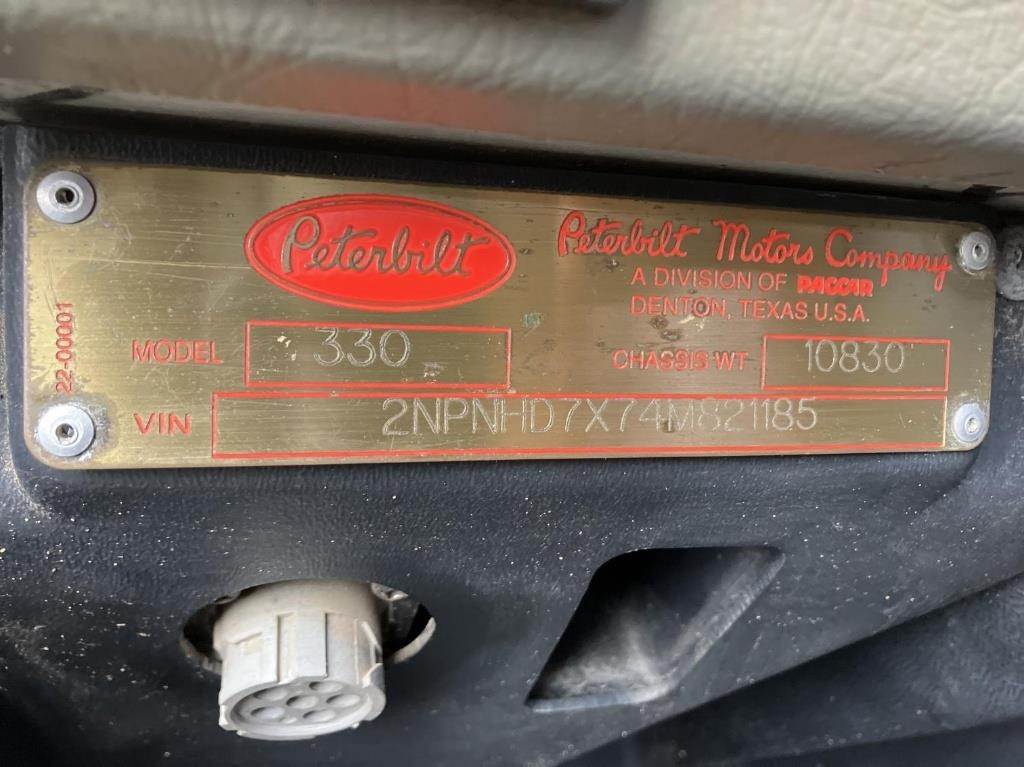 Peterbilt
Peterbilt Motors Company
A DIVISION OF PACCAR
DENTON, TEXAS U.S.A.
22-00001
MODEL 330
CHASSIS WT 10830
VIN 2NPNHD7X74M821185